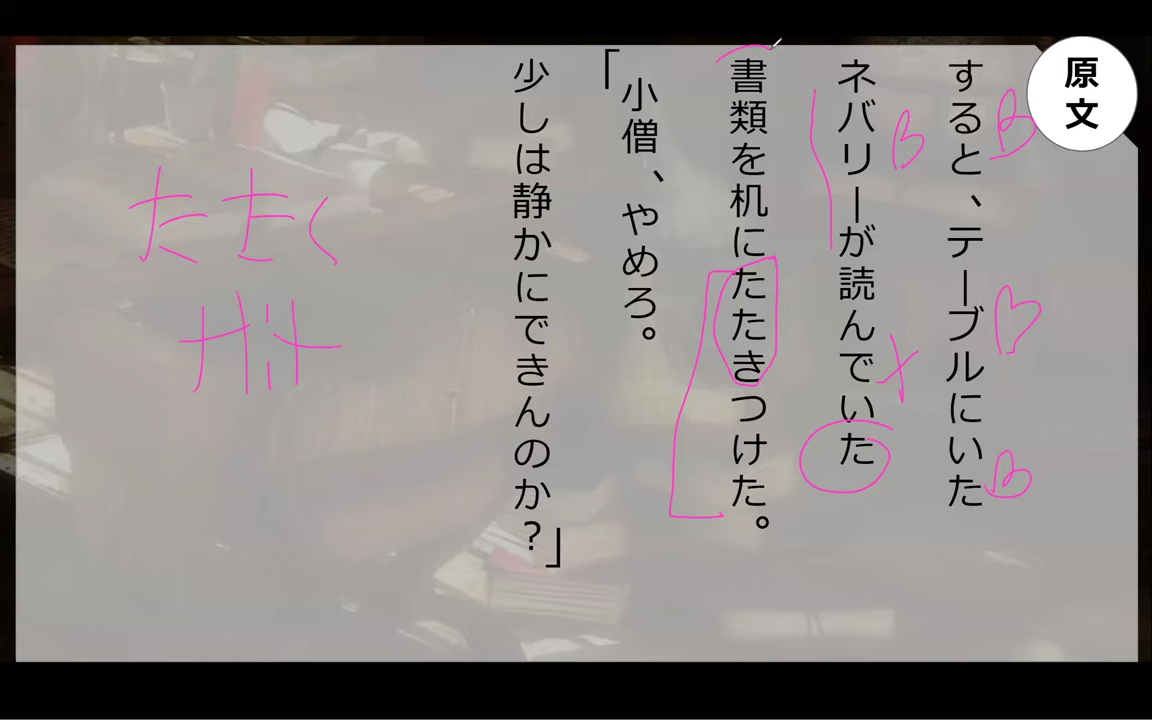 原文
すると、テーブルにいた
ネバリーが読んでいた
書類を机にたたきつけた。
「小僧、やめろ。
少しは静かにできんのか?」
たたく
B
B
B
B